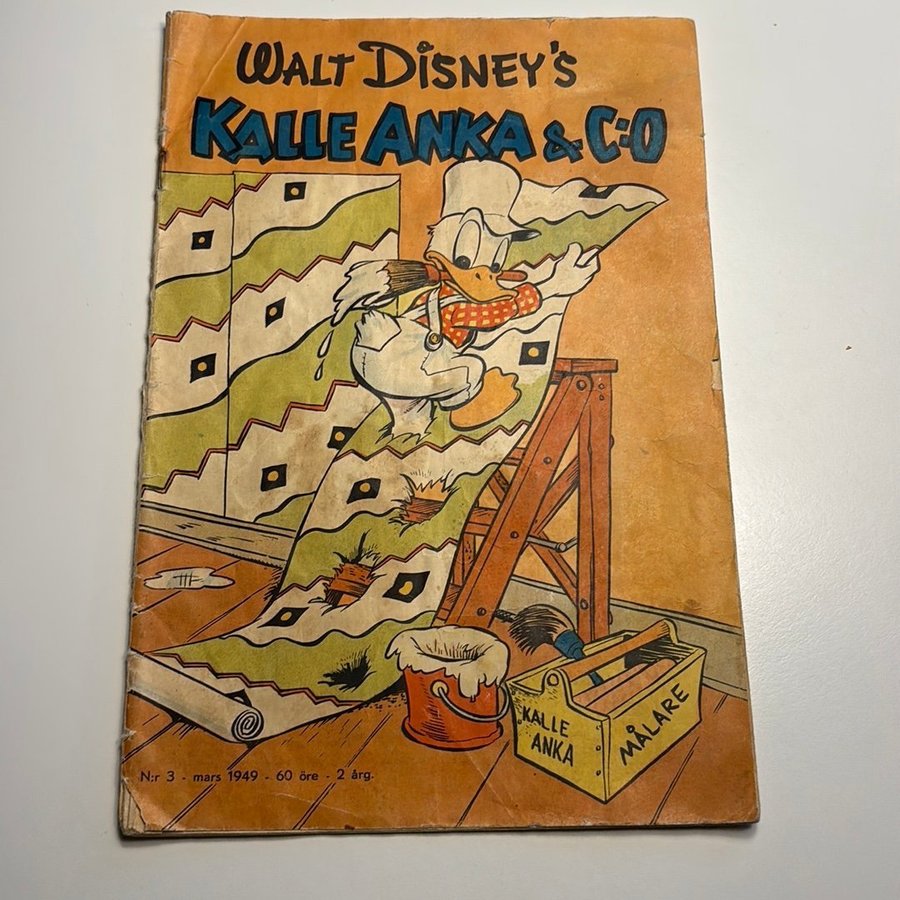 WALT DISNEY'S
KALLE ANKA & C:O
KALLE
ANKA
MÅLARE
N:r 3 - mars 1949 - 60 öre - 2 årg.